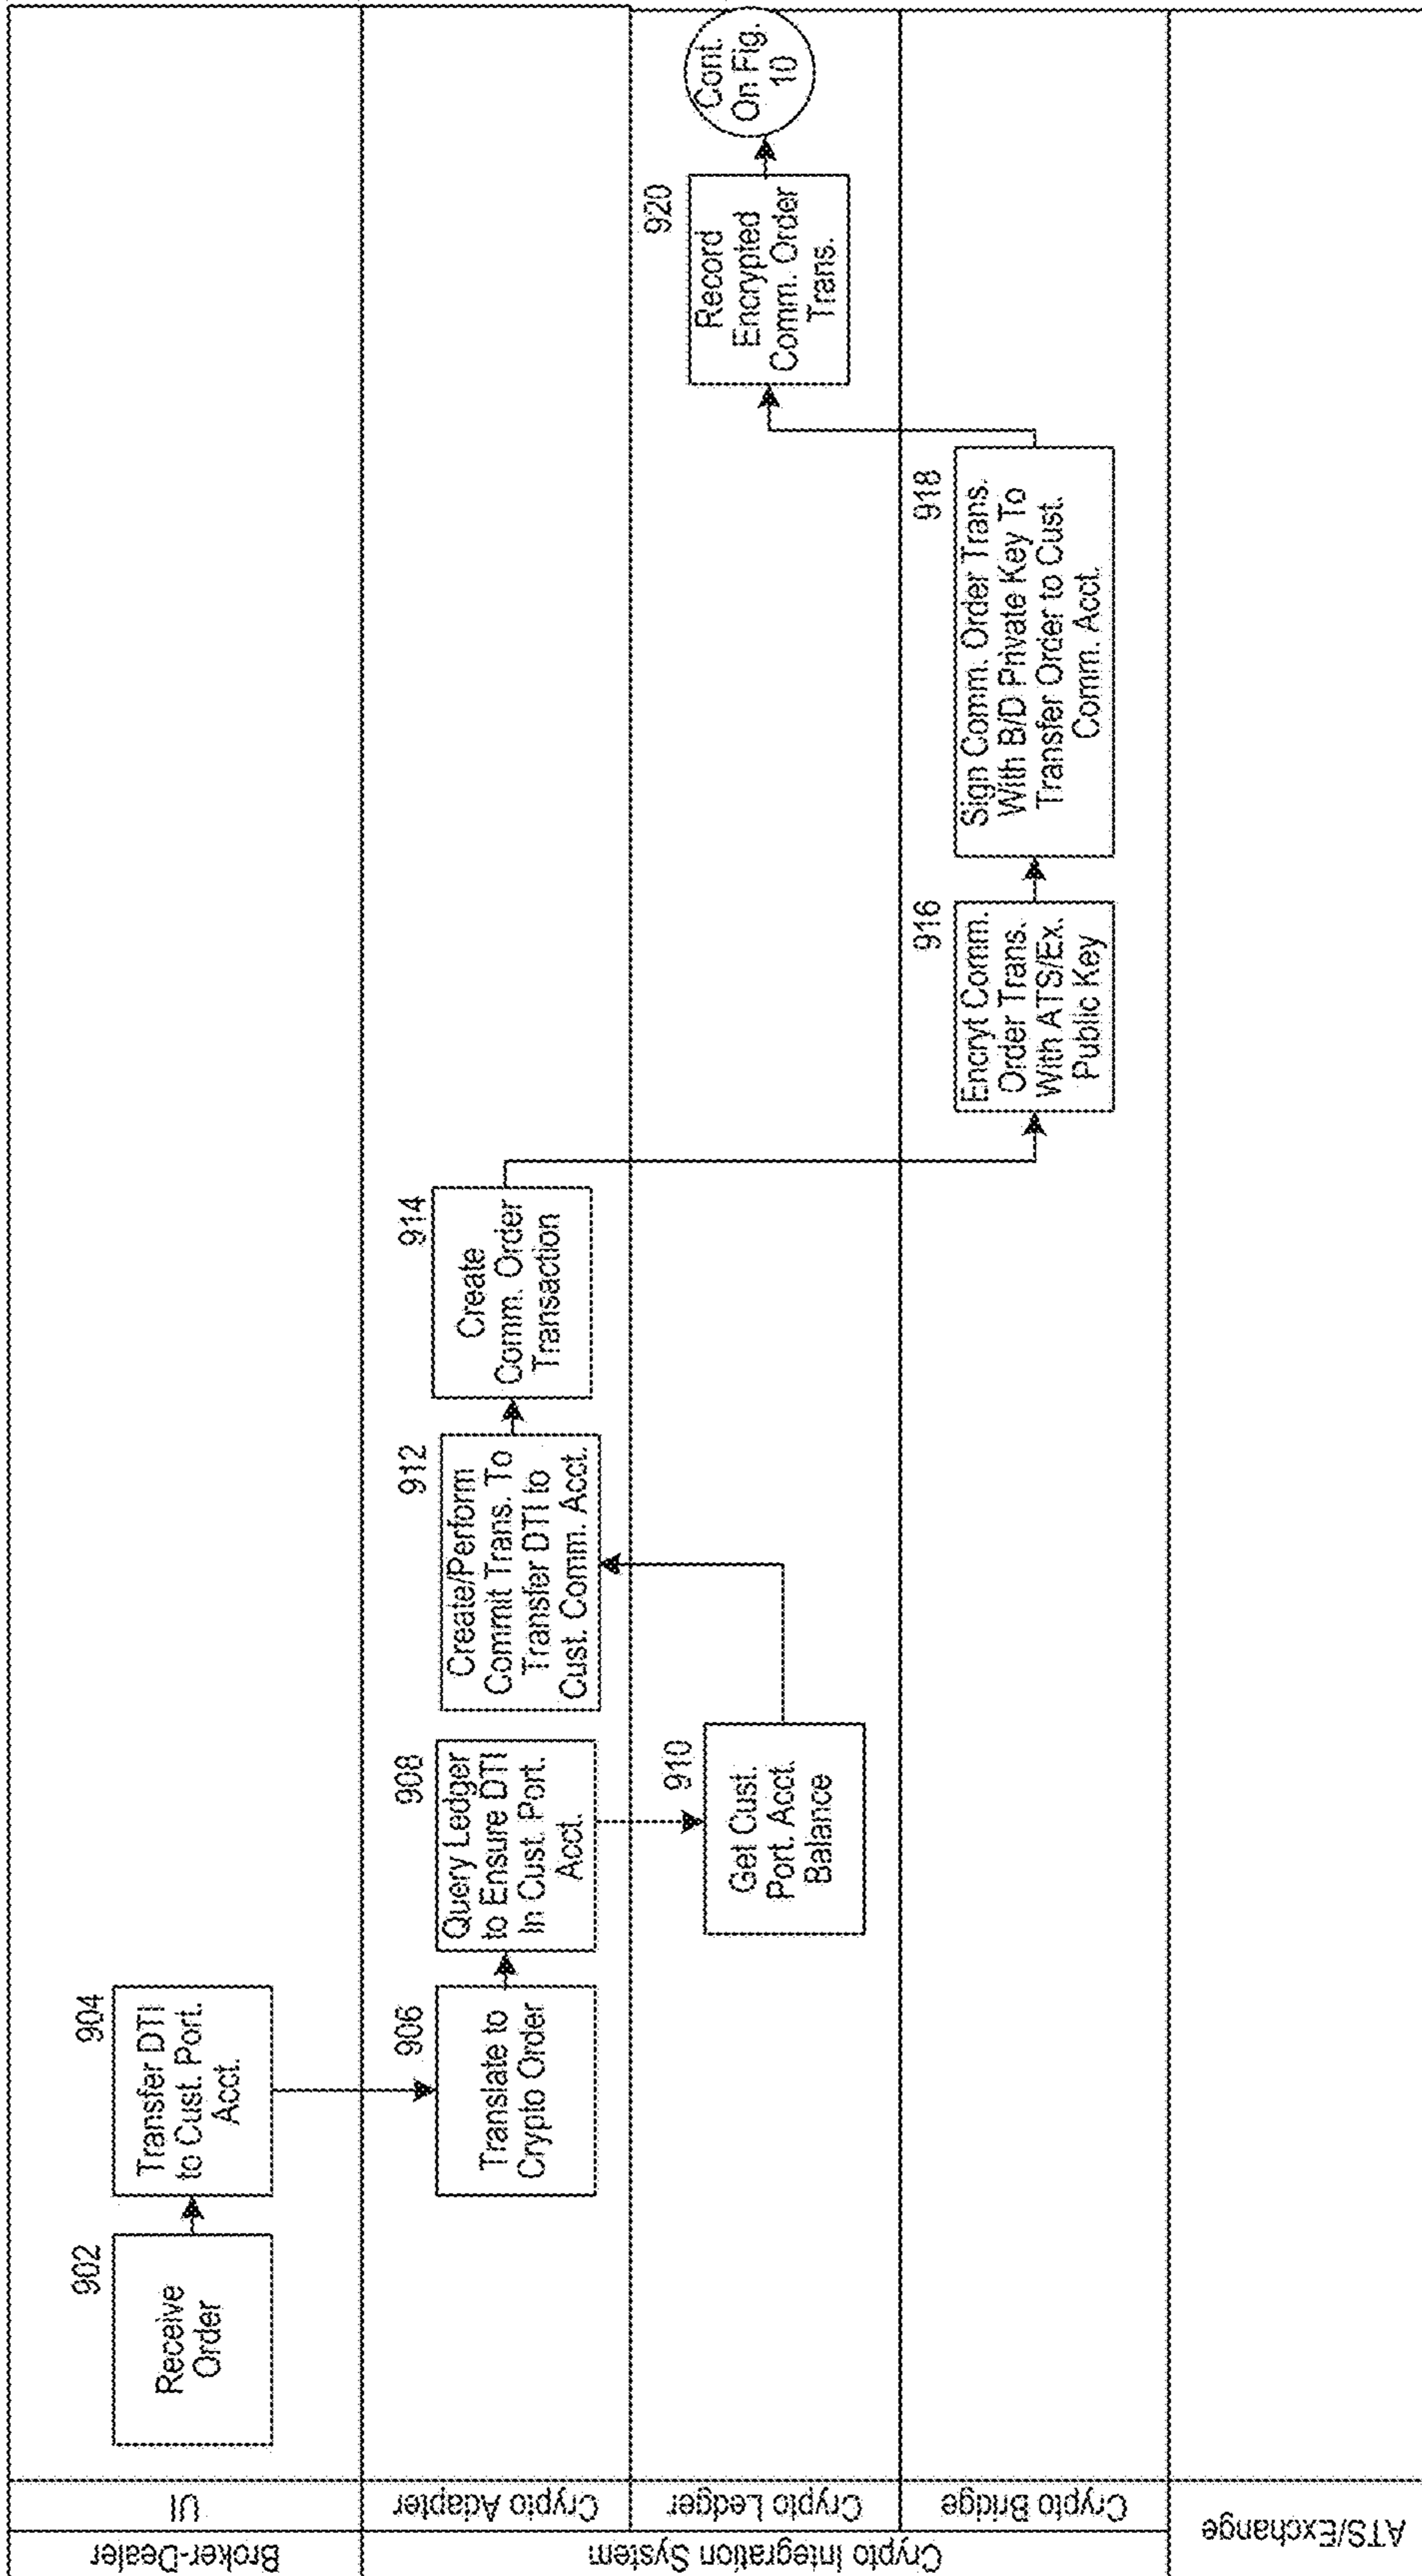 Broker-Dealer
UI
902
Receive
Order
904
Transfer DTI
to Cust. Port.
Acct.
Crypto Integration System
Crypto Adapter
906
Translate to
Crypto Order
908
Query Ledger
to Ensure DTI
In Cust. Port.
Acct.
912
Create/Perform
Commit Trans. To
Transfer DTI to
Cust. Comm. Acct.
914
Create
Comm. Order
Transaction
Crypto Ledger
910
Get Cust.
Port. Acct.
Balance
920
Record
Encrypted
Comm. Order
Trans.
Cont.
On Fig.
10
Crypto Bridge
916
Encryt Comm.
Order Trans.
With ATS/Ex.
Public Key
918
Sign Comm. Order Trans.
With B/D Private Key To
Transfer Order to Cust.
Comm. Acct.
ATS/Exchange